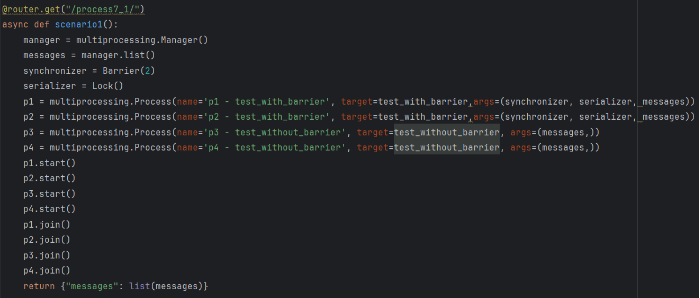 @router.get("/process7_1/")
async def scenario1():
    manager = multiprocessing.Manager()
    messages = manager.list()
    synchronizer = Barrier(2)
    serializer = Lock()
    p1 = multiprocessing.Process(name='p1 - test_with_barrier', target=test_with_barrier,args=(synchronizer, serializer, messages))
    p2 = multiprocessing.Process(name='p2 - test_with_barrier', target=test_with_barrier,args=(synchronizer, serializer, messages))
    p3 = multiprocessing.Process(name='p3 - test_without_barrier', target=test_without_barrier, args=(messages,))
    p4 = multiprocessing.Process(name='p4 - test_without_barrier', target=test_without_barrier, args=(messages,))
    p1.start()
    p2.start()
    p3.start()
    p4.start()
    p1.join()
    p2.join()
    p3.join()
    p4.join()
    return {"messages": list(messages)}